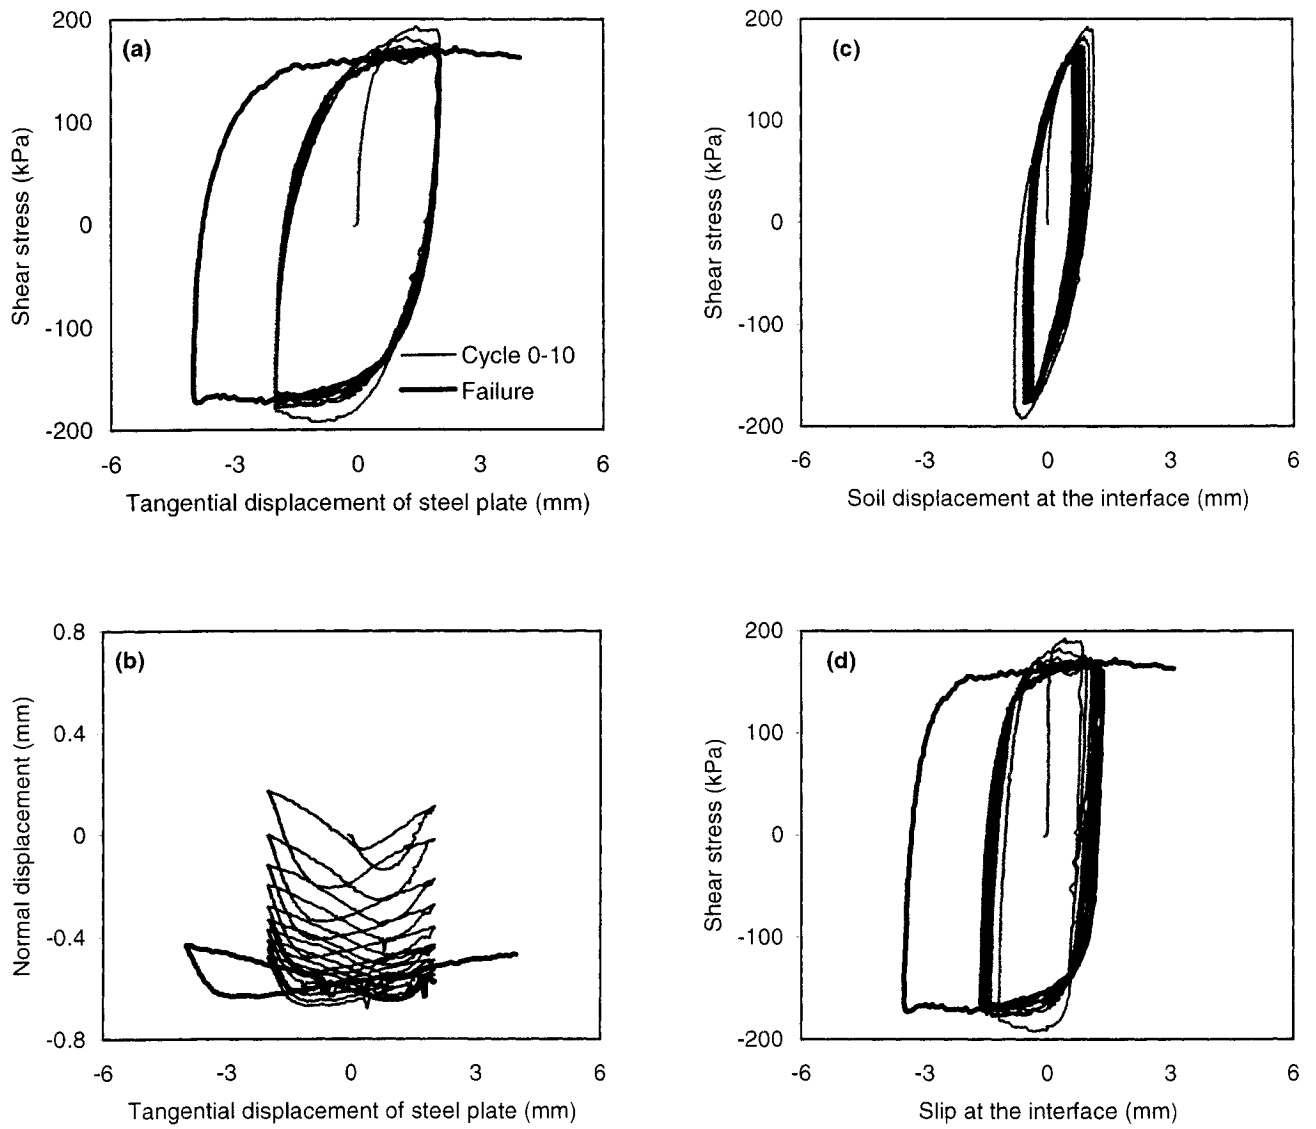 (a)
200
100
0
-100
-200
Shear stress (kPa)
Cycle 0-10
Failure
-6 -3 0 3 6
Tangential displacement of steel plate (mm)
(c)
200
100
0
-100
-200
Shear stress (kPa)
-6 -3 0 3 6
Soil displacement at the interface (mm)
(b)
0.8
0.4
0
-0.4
-0.8
Normal displacement (mm)
-6 -3 0 3 6
Tangential displacement of steel plate (mm)
(d)
200
100
0
-100
-200
Shear stress (kPa)
-6 -3 0 3 6
Slip at the interface (mm)